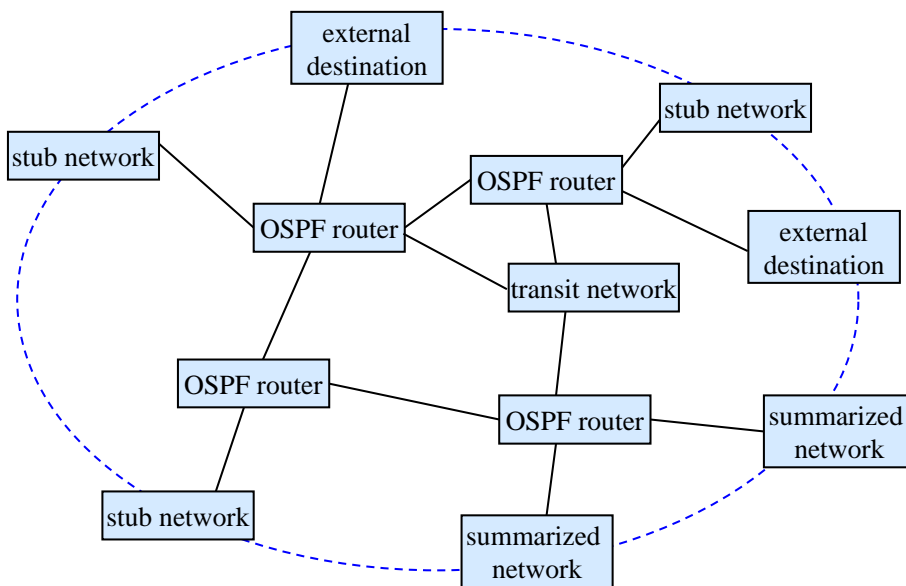 external
destination
stub network
stub network
OSPF router
OSPF router
external
destination
transit network
OSPF router
OSPF router
summarized
network
stub network
summarized
network